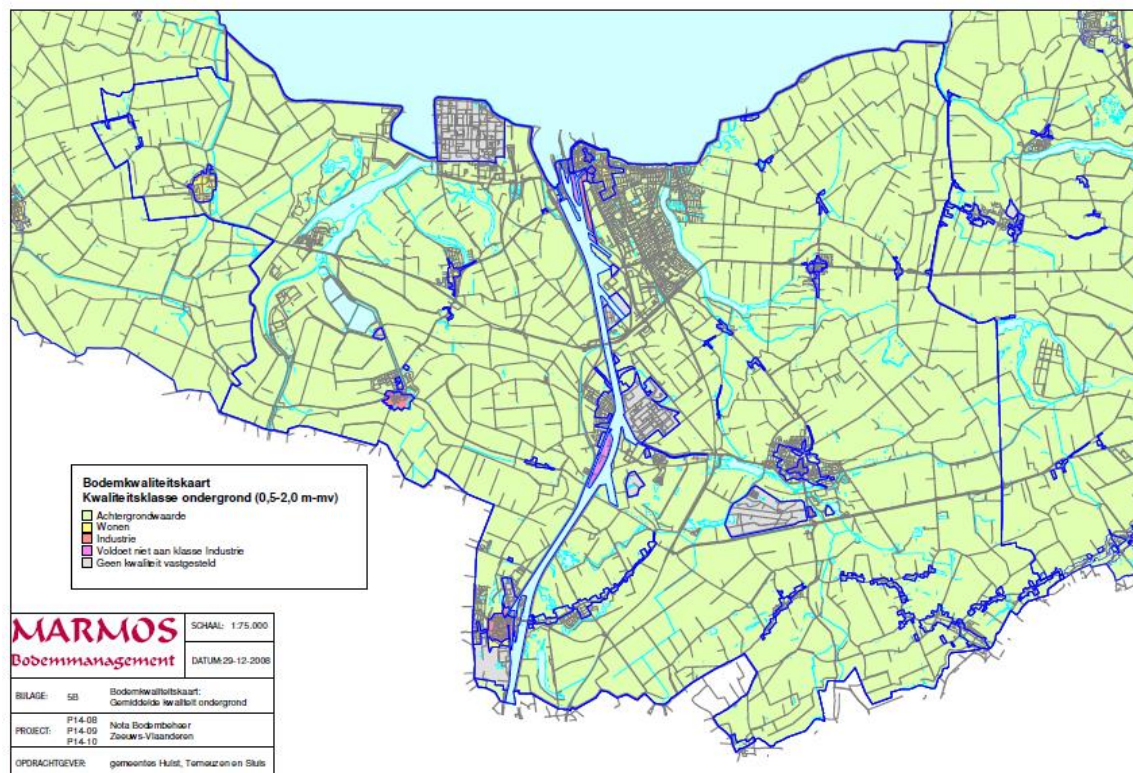 Bodemkwaliteitskaart
Kwaliteitsklasse ondergrond (0,5-2,0 m-mv)
Achtergrondwaarde
Wonen
Industrie
Voldoet niet aan klasse Industrie
Geen kwaliteit vastgesteld
MARMOS
Bodemmanagement
SCHAAL: 1:75.000
DATUM:29-12-2008
BIJLAGE: 5B Bodemkwaliteitskaart:
Gemiddelde kwaliteit ondergrond
PROJECT: P14-08
P14-09
P14-10
Nota Bodembeheer
Zeeuws-Vlaanderen
OPDRACHTGEVER: gemeentes Hulst, Terneuzen en Sluis